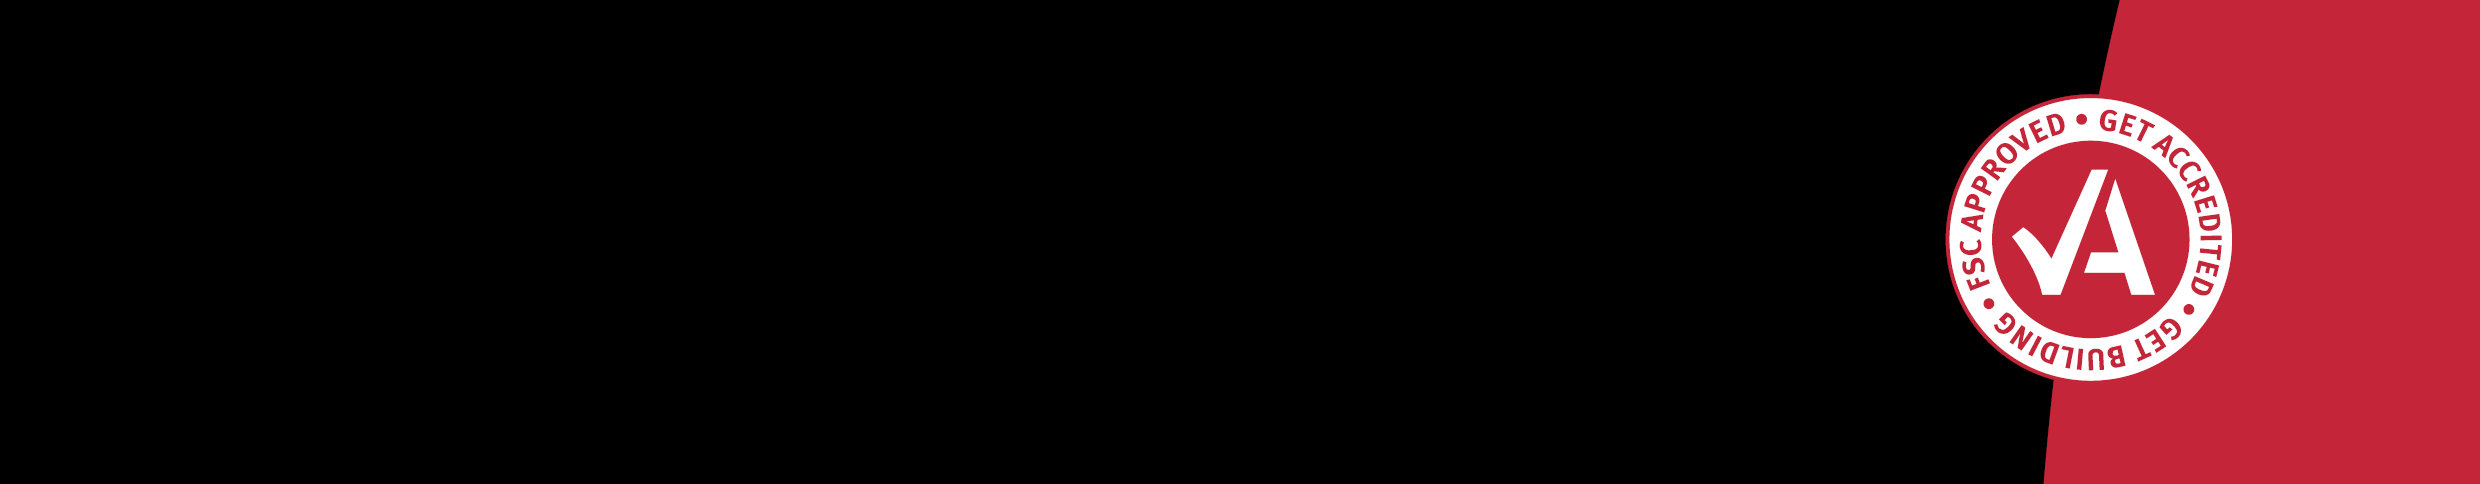 FSC APPROVED • GET ACCREDITED • GET BUILDING •
A